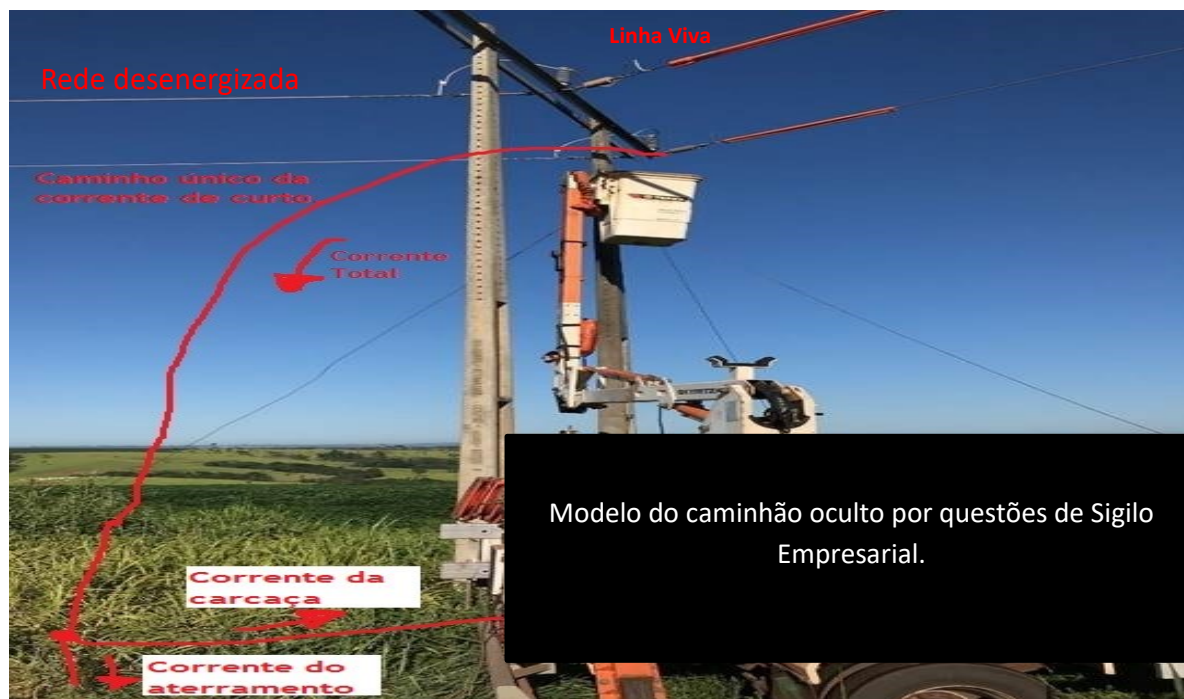 Linha Viva
Rede desenergizada
Caminho único da
corrente de curto
Corrente
Total
Modelo do caminhão oculto por questões de Sigilo
Empresarial.
Corrente da
carcaça
Corrente do
aterramento